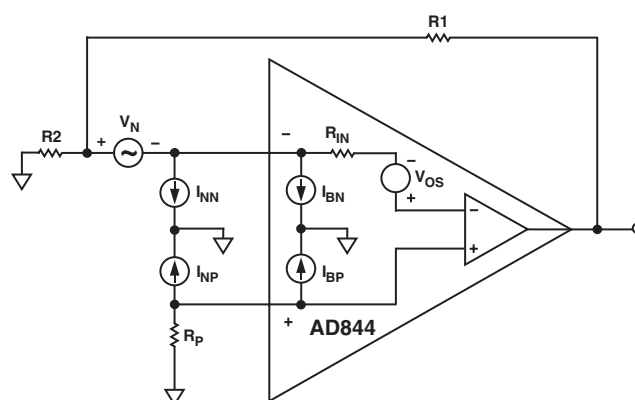 R1
R2
+ V_N −
− R_IN −
V_OS
+
I_NN I_BN
−
+
I_NP I_BP
+
R_P AD844